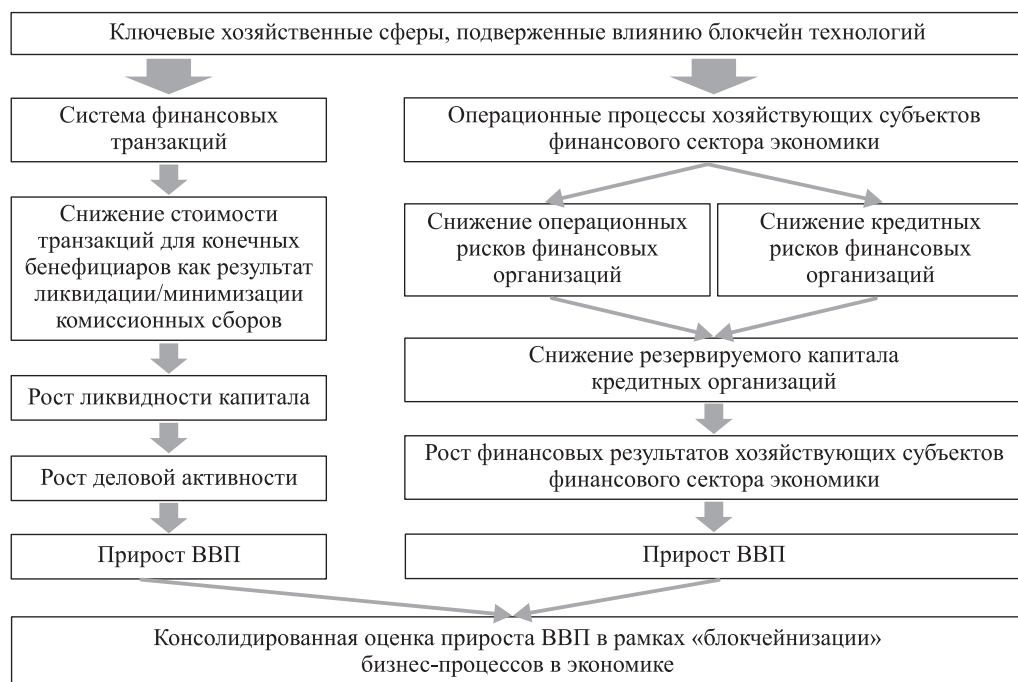 Ключевые хозяйственные сферы, подверженные влиянию блокчейн технологий
Система финансовых
транзакций
Снижение стоимости
транзакций для конечных
бенефициаров как результат
ликвидации/минимизации
комиссионных сборов
Рост ликвидности капитала
Рост деловой активности
Прирост ВВП
Операционные процессы хозяйствующих субъектов
финансового сектора экономики
Снижение операционных
рисков финансовых
организаций
Снижение кредитных
рисков финансовых
организаций
Снижение резервируемого капитала
кредитных организаций
Рост финансовых результатов хозяйствующих субъектов
финансового сектора экономики
Прирост ВВП
Консолидированная оценка прироста ВВП в рамках «блокчейнизации»
бизнес-процессов в экономике